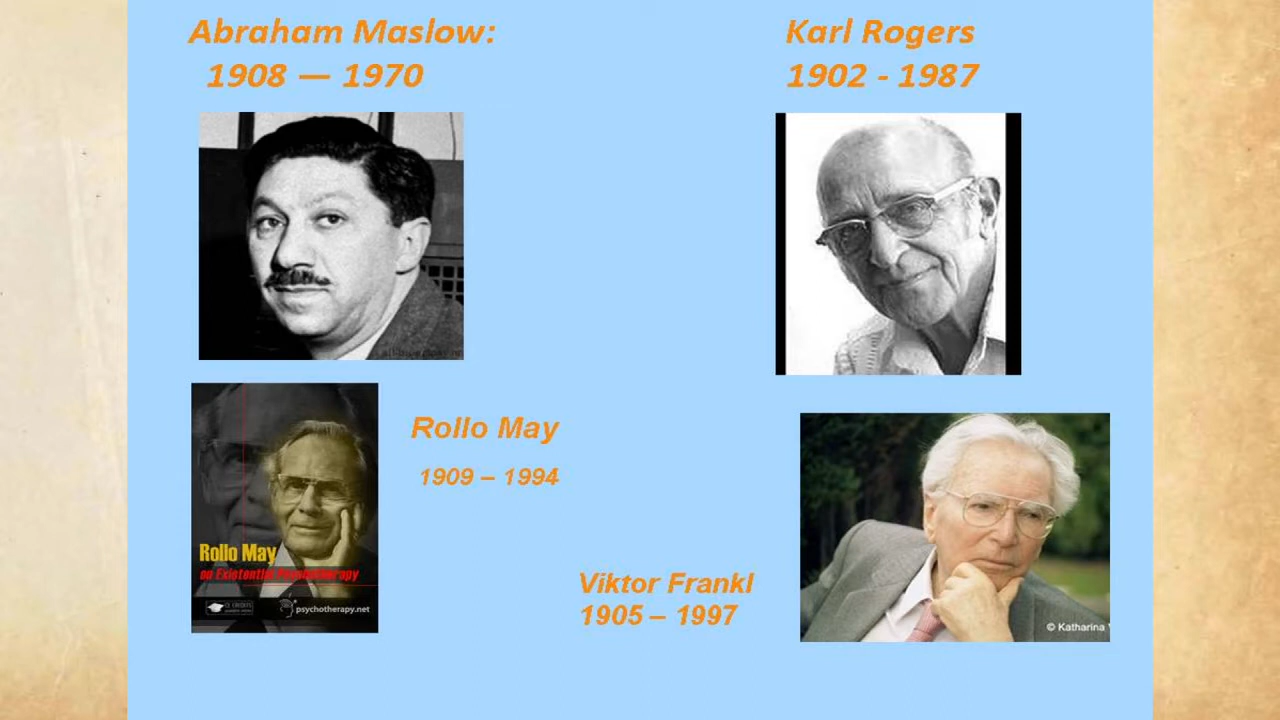 Abraham Maslow:
1908 — 1970
Karl Rogers
1902 - 1987
Rollo May
1909 – 1994
Rollo May
on Existential Psychotherapy
psychotherapy.net
Viktor Frankl
1905 – 1997
© Katharina